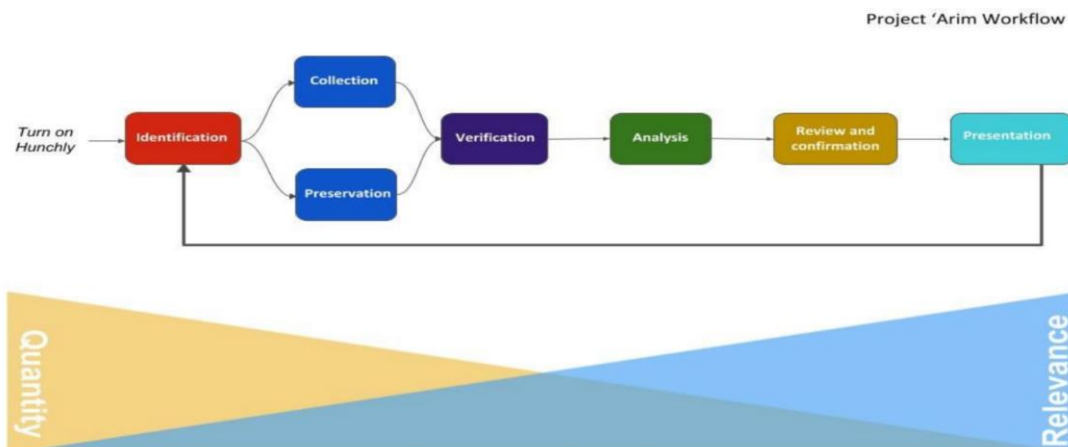 Project ‘Arim Workflow
Turn on
Hunchly
Identification
Collection
Preservation
Verification
Analysis
Review and
confirmation
Presentation
Quantity
Relevance